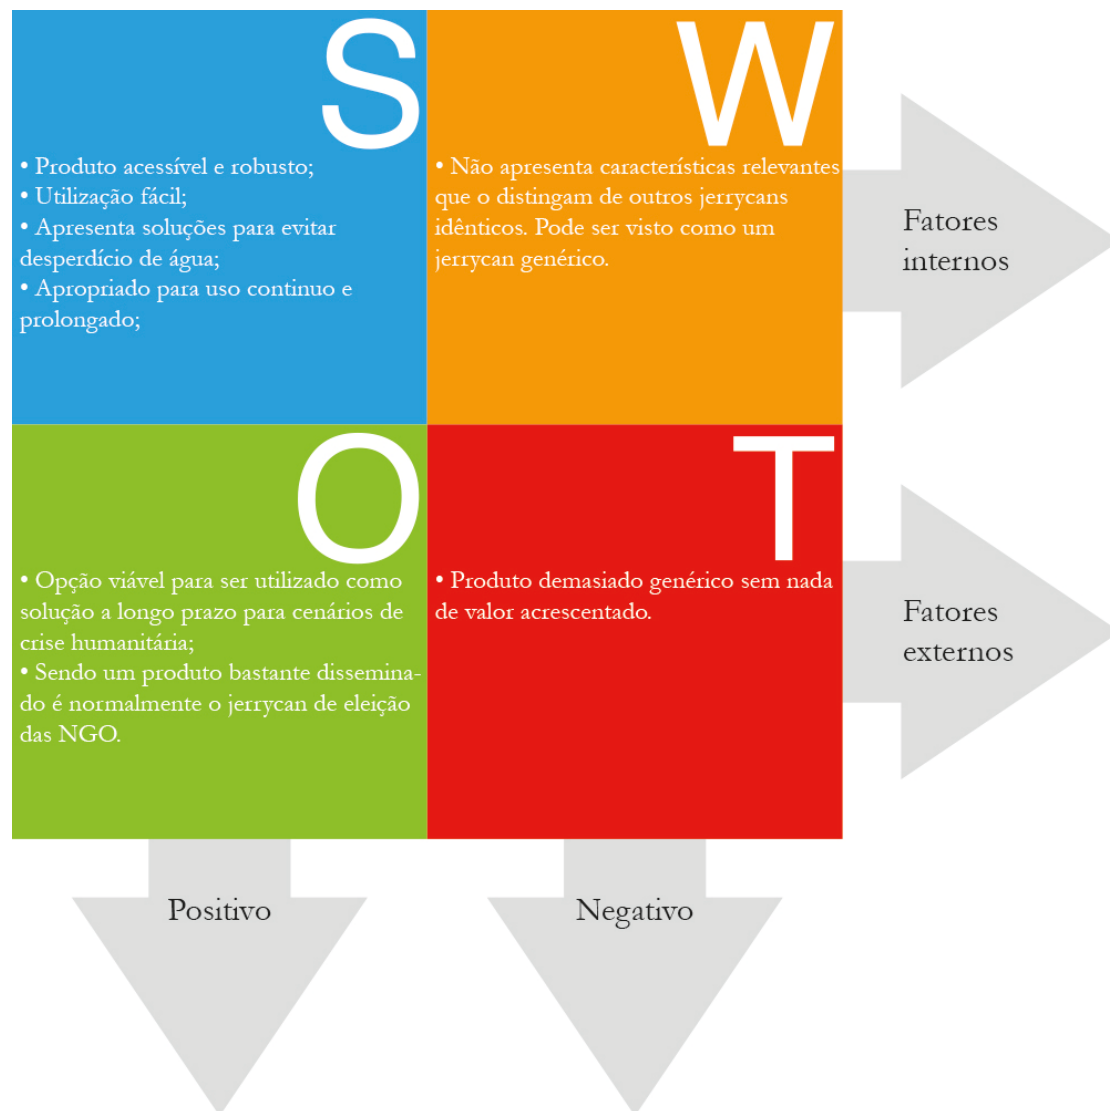 S
• Produto acessível e robusto;
• Utilização fácil;
• Apresenta soluções para evitar
desperdício de água;
• Apropriado para uso continuo e
prolongado;
W
• Não apresenta características relevantes
que o distingam de outros jerrycans
idênticos. Pode ser visto como um
jerrycan genérico.
Fatores
internos
O
• Opção viável para ser utilizado como
solução a longo prazo para cenários de
crise humanitária;
• Sendo um produto bastante dissemina-
do é normalmente o jerrycan de eleição
das NGO.
T
• Produto demasiado genérico sem nada
de valor acrescentado.
Fatores
externos
Positivo
Negativo